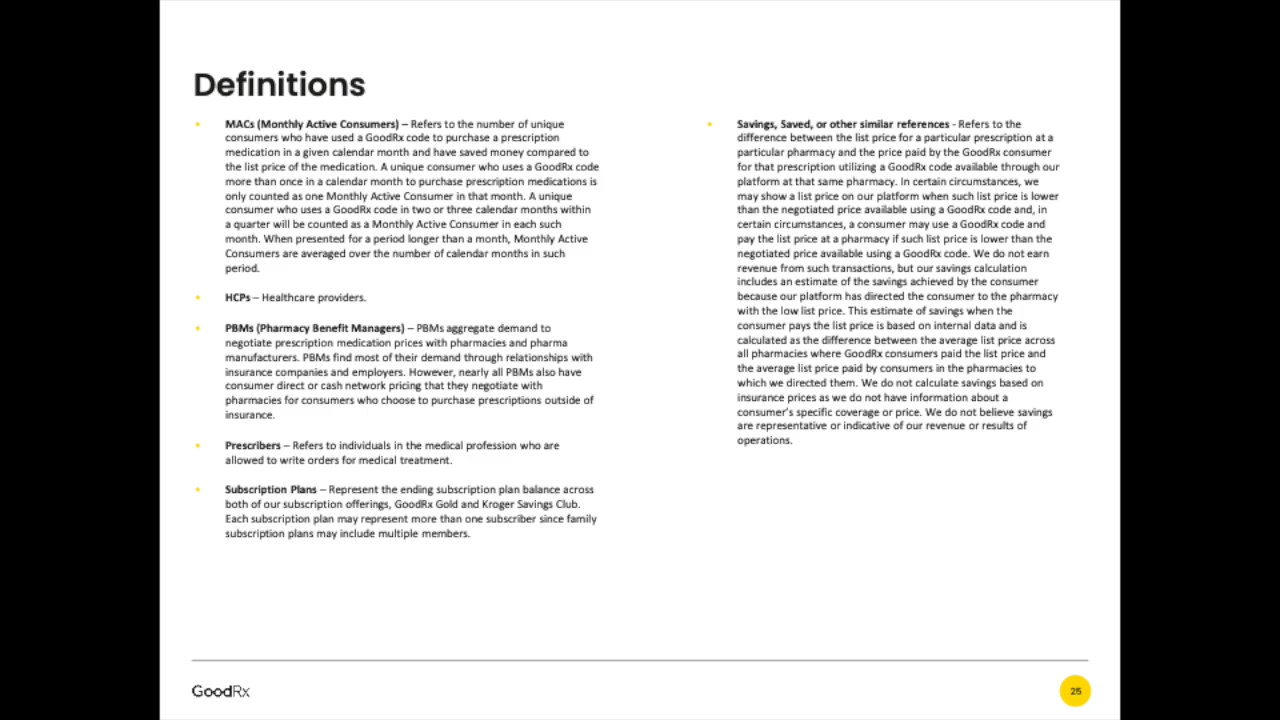 Definitions
• MACs (Monthly Active Consumers) – Refers to the number of unique
consumers who have used a GoodRx code to purchase a prescription
medication in a given calendar month and have saved money compared to
the list price of the medication. A unique consumer who uses a GoodRx code
more than once in a calendar month to purchase prescription medications is
only counted as one Monthly Active Consumer in that month. A unique
consumer who uses a GoodRx code in two or three calendar months within
a quarter will be counted as a Monthly Active Consumer in each such
month. When presented for a period longer than a month, Monthly Active
Consumers are averaged over the number of calendar months in such
period.
• HCPs – Healthcare providers.
• PBMs (Pharmacy Benefit Managers) – PBMs aggregate demand to
negotiate prescription medication prices with pharmacies and pharma
manufacturers. PBMs find most of their demand through relationships with
insurance companies and employers. However, nearly all PBMs also have
consumer direct or cash network pricing that they negotiate with
pharmacies for consumers who choose to purchase prescriptions outside of
insurance.
• Prescribers – Refers to individuals in the medical profession who are
allowed to write orders for medical treatment.
• Subscription Plans – Represent the ending subscription plan balance across
both of our subscription offerings, GoodRx Gold and Kroger Savings Club.
Each subscription plan may represent more than one subscriber since family
subscription plans may include multiple members.
• Savings, Saved, or other similar references - Refers to the
difference between the list price for a particular prescription at a
particular pharmacy and the price paid by the GoodRx consumer
for that prescription utilizing a GoodRx code available through our
platform at that same pharmacy. In certain circumstances, we
may show a list price on our platform when such list price is lower
than the negotiated price available using a GoodRx code and, in
certain circumstances, a consumer may use a GoodRx code and
pay the list price at a pharmacy if such list price is lower than the
negotiated price available using a GoodRx code. We do not earn
revenue from such transactions, but our savings calculation
includes an estimate of the savings achieved by the consumer
because our platform has directed the consumer to the pharmacy
with the low list price. This estimate of savings when the
consumer pays the list price is based on internal data and is
calculated as the difference between the average list price across
all pharmacies where GoodRx consumers paid the list price and
the average list price paid by consumers in the pharmacies to
which we directed them. We do not calculate savings based on
insurance prices as we do not have information about a
consumer's specific coverage or price. We do not believe savings
are representative or indicative of our revenue or results of
operations.
GoodRx
25